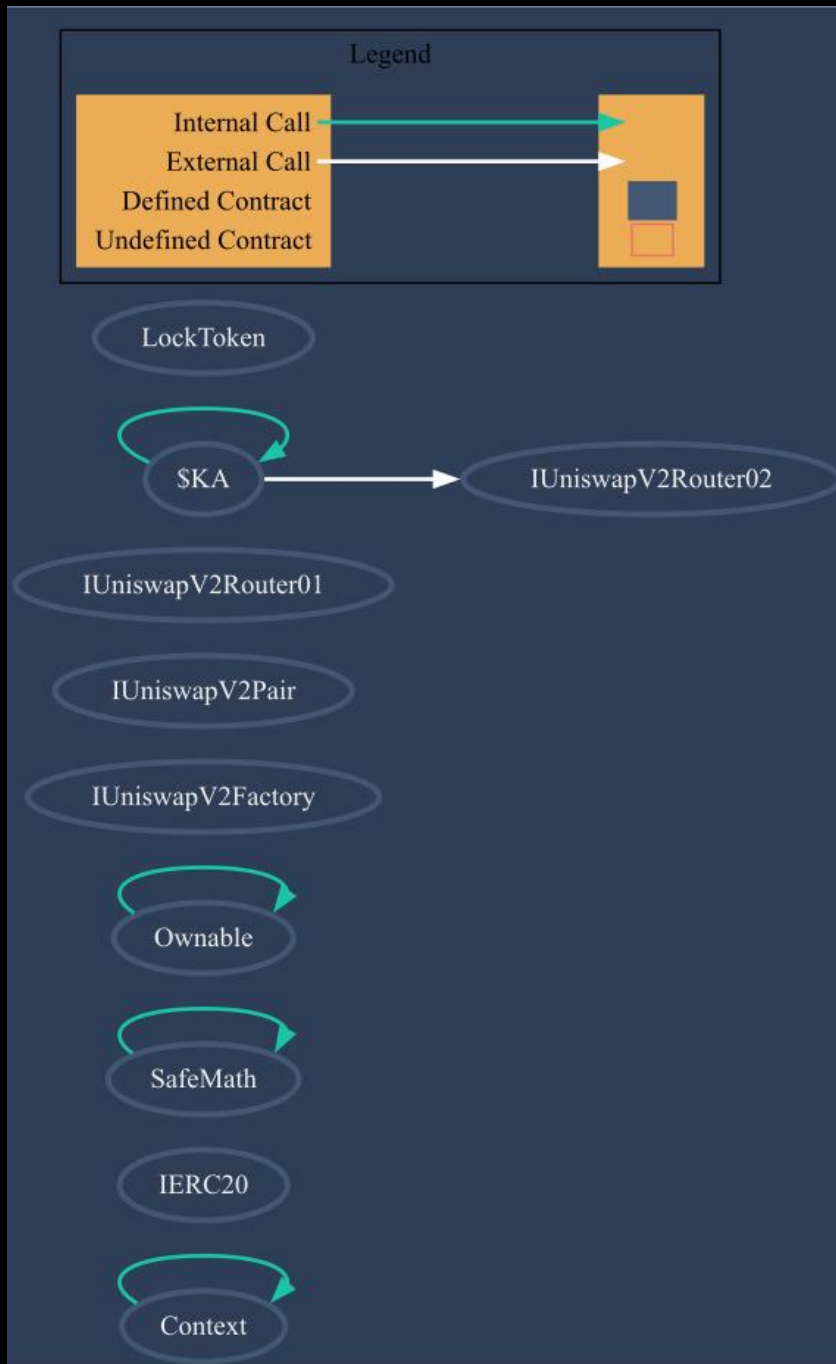 Legend
Internal Call
External Call
Defined Contract
Undefined Contract
LockToken
$KA
IUniswapV2Router02
IUniswapV2Router01
IUniswapV2Pair
IUniswapV2Factory
Ownable
SafeMath
IERC20
Context